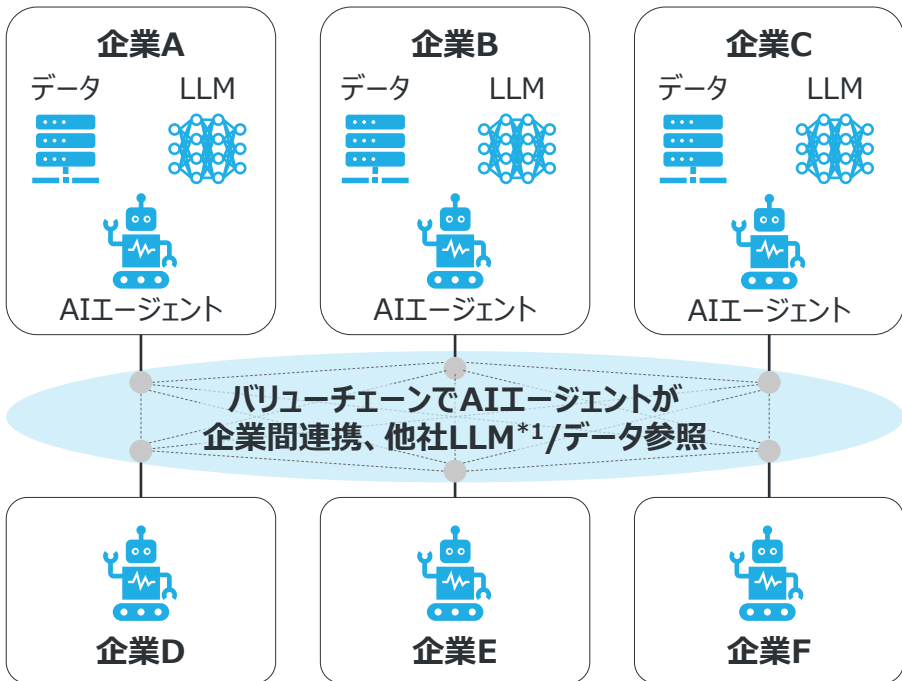 企業A
企業B
企業C
データ
LLM
データ
LLM
データ
LLM
AIエージェント
AIエージェント
AIエージェント
バリューチェーンでAIエージェントが
企業間連携、他社LLM*1/データ参照
企業D
企業E
企業F